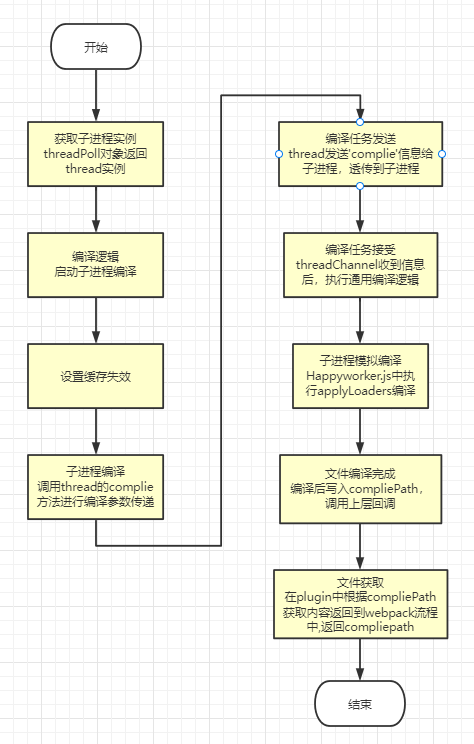 开始
获取子进程实例
threadPoll对象返回
thread实例
编译逻辑
启动子进程编译
设置缓存失效
子进程编译
调用thread的complie
方法进行编译参数传递
编译任务发送
thread发送'complie'信息给
子进程，透传到子进程
编译任务接受
threadChannel收到信息
后，执行通用编译逻辑
子进程模拟编译
Happyworker.js中执
行applyLoaders编译
文件编译完成
编译后写入compliePath，
调用上层回调
文件获取
在plugin中根据compliePath
获取内容返回到webpack流程
中,返回compliepath
结束